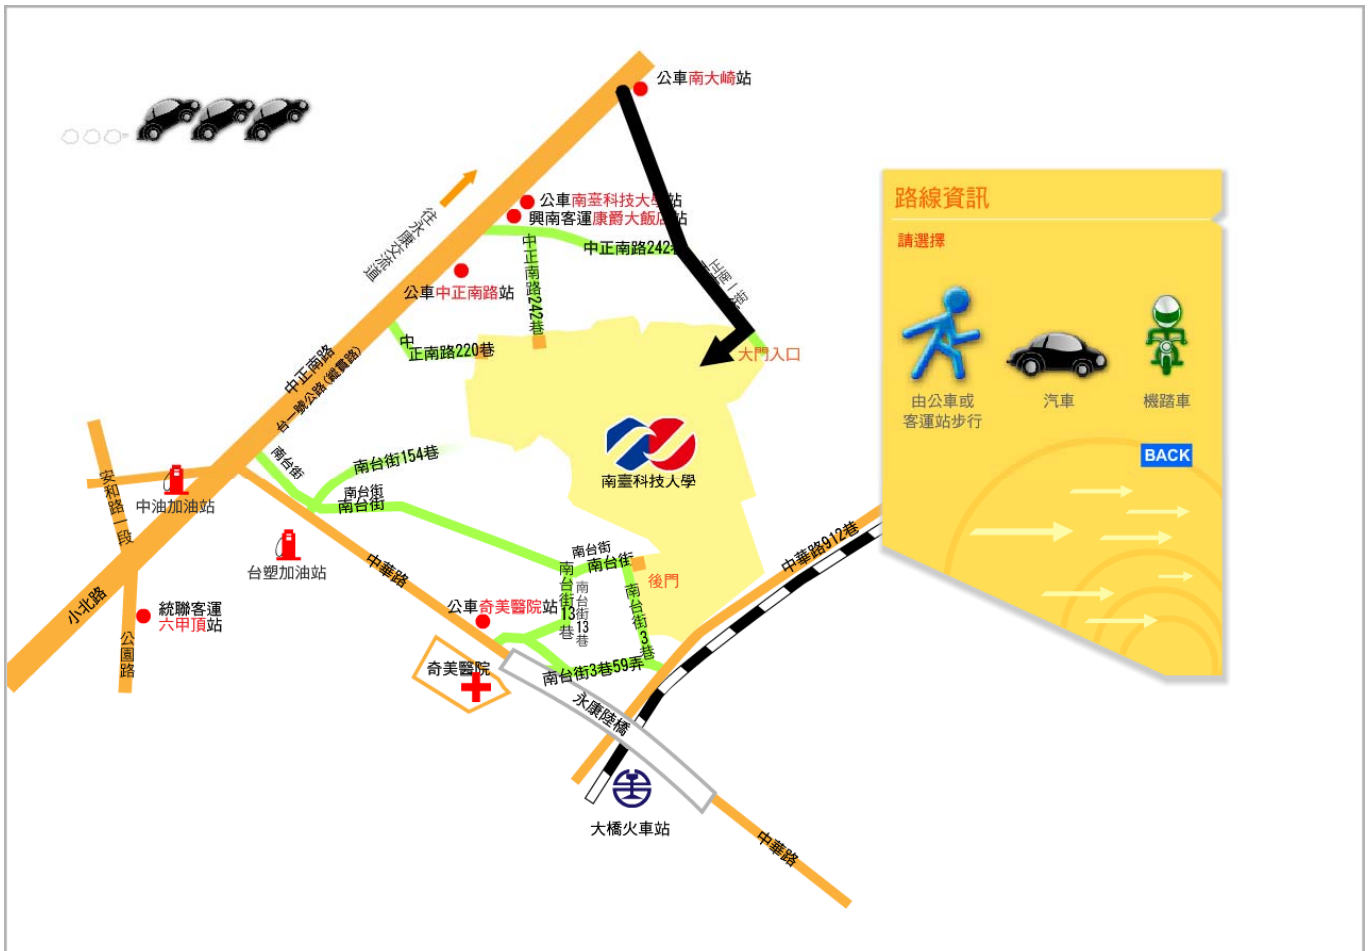 公車南大崎站
公車南臺科技大學站
興南客運康爵大飯店站
往永康交流道
中正南路242巷
中正南路242巷
公車中正南路站
中
正南路220巷
大門入口
中正南路
台一號公路(縱貫路)
南台街
南台街154巷
南台街
南台街
南臺科技大學
安和路一段
中油加油站
台塑加油站
中華路
小北路
統聯客運
六甲頂站
公園路
公車奇美醫院站
奇美醫院
南台街
南台街
南台街13巷
南台街13巷
後門
南台街3巷
南台街3巷59弄
中華路912巷
永康陸橋
大橋火車站
中華路
路線資訊
請選擇
由公車或
客運站步行
汽車
機踏車
BACK